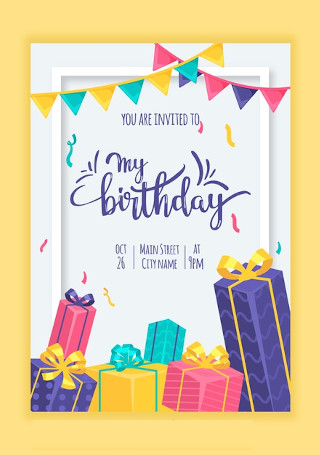 YOU ARE INVITED TO
My
birthday
OCT 26 | MAIN STREET CITY NAME | AT 9PM